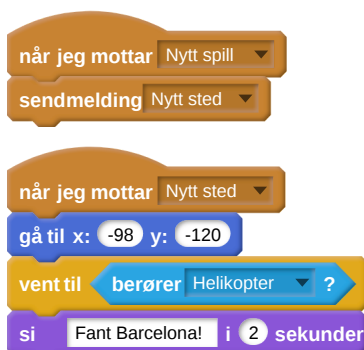 når jeg mottar Nytt spill
sendmelding Nytt sted
når jeg mottar Nytt sted
gå til x: -98 y: -120
vent til berører Helikopter ?
si Fant Barcelona! i 2 sekunder